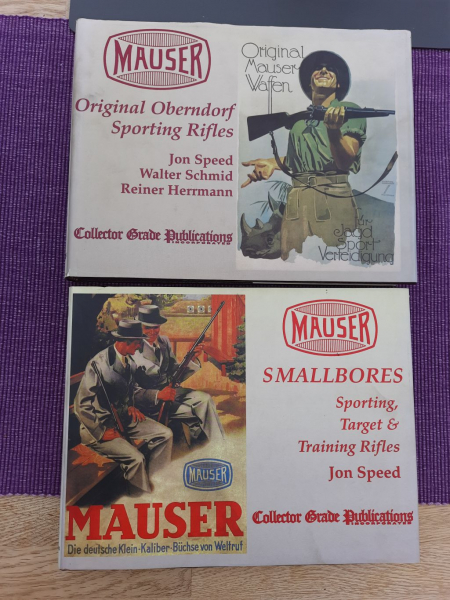 MAUSER
Original Oberndorf
Sporting Rifles
Jon Speed
Walter Schmid
Reiner Herrmann
Collector Grade Publications
Original
Mauser-
Waffen
für
Jagd
Sport
Verteidigung
MAUSER
SMALLBORES
Sporting,
Target &
Training Rifles
Jon Speed
Collector Grade Publications
MAUSER
MAUSER
Die deutsche Klein-Kaliber-Büchse von Weltruf